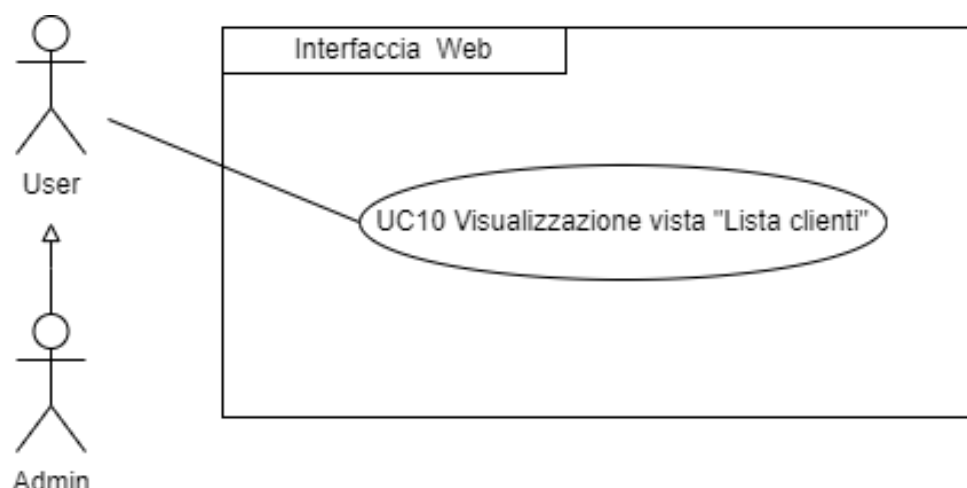 Interfaccia Web
User
UC10 Visualizzazione vista "Lista clienti"
Admin